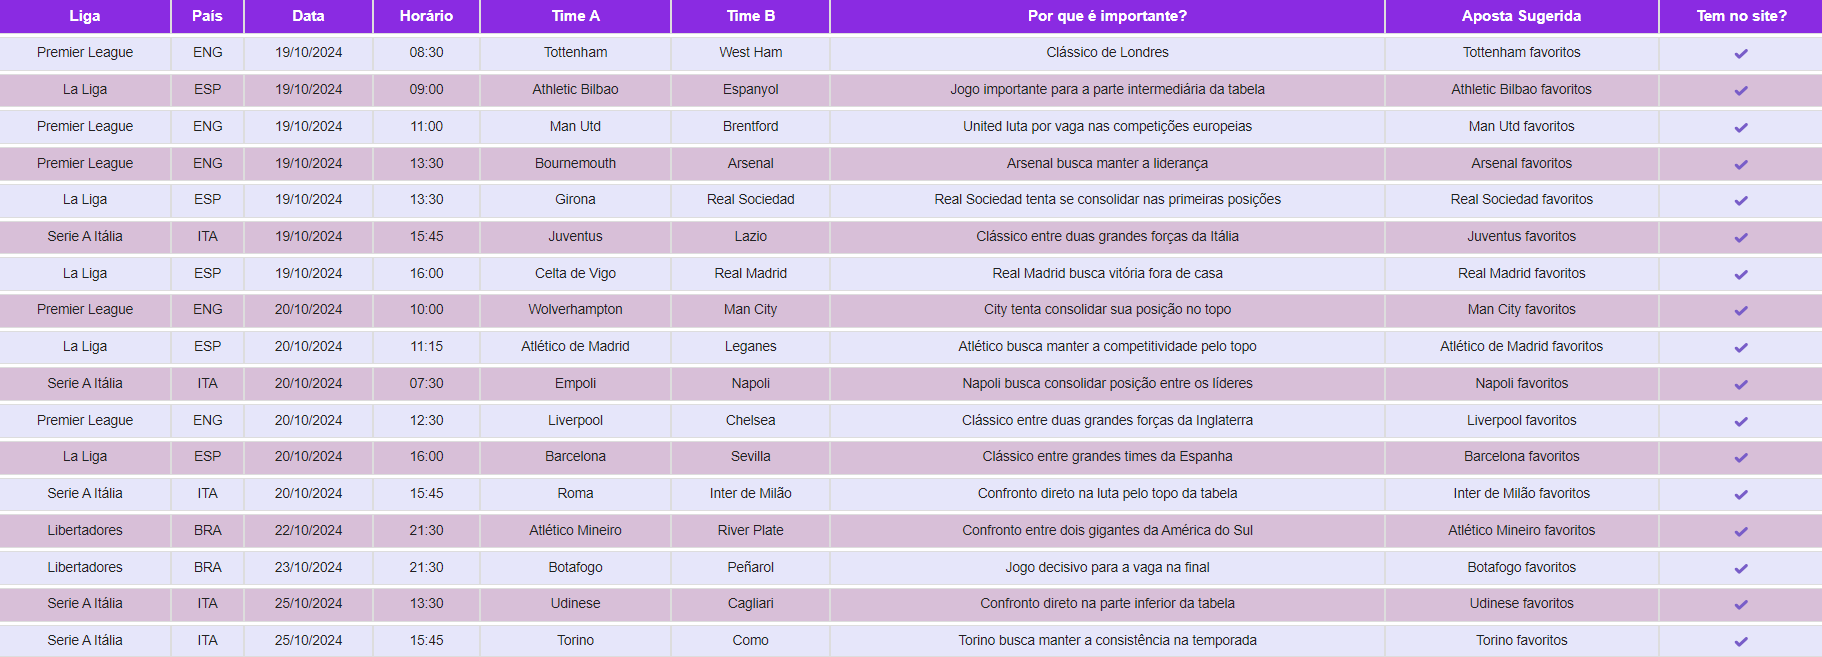 Liga País Data Horário Time A Time B Por que é importante? Aposta Sugerida Tem no site?
Premier League ENG 19/10/2024 08:30 Tottenham West Ham Clássico de Londres Tottenham favoritos
La Liga ESP 19/10/2024 09:00 Athletic Bilbao Espanyol Jogo importante para a parte intermediária da tabela Athletic Bilbao favoritos
Premier League ENG 19/10/2024 11:00 Man Utd Brentford United luta por vaga nas competições europeias Man Utd favoritos
Premier League ENG 19/10/2024 13:30 Bournemouth Arsenal Arsenal busca manter a liderança Arsenal favoritos
La Liga ESP 19/10/2024 13:30 Girona Real Sociedad Real Sociedad tenta se consolidar nas primeiras posições Real Sociedad favoritos
Serie A Itália ITA 19/10/2024 15:45 Juventus Lazio Clássico entre duas grandes forças da Itália Juventus favoritos
La Liga ESP 19/10/2024 16:00 Celta de Vigo Real Madrid Real Madrid busca vitória fora de casa Real Madrid favoritos
Premier League ENG 20/10/2024 10:00 Wolverhampton Man City City tenta consolidar sua posição no topo Man City favoritos
La Liga ESP 20/10/2024 11:15 Atlético de Madrid Leganes Atlético busca manter a competitividade pelo topo Atlético de Madrid favoritos
Serie A Itália ITA 20/10/2024 07:30 Empoli Napoli Napoli busca consolidar posição entre os líderes Napoli favoritos
Premier League ENG 20/10/2024 12:30 Liverpool Chelsea Clássico entre duas grandes forças da Inglaterra Liverpool favoritos
La Liga ESP 20/10/2024 16:00 Barcelona Sevilla Clássico entre grandes times da Espanha Barcelona favoritos
Serie A Itália ITA 20/10/2024 15:45 Roma Inter de Milão Confronto direto na luta pelo topo da tabela Inter de Milão favoritos
Libertadores BRA 22/10/2024 21:30 Atlético Mineiro River Plate Confronto entre dois gigantes da América do Sul Atlético Mineiro favoritos
Libertadores BRA 23/10/2024 21:30 Botafogo Peñarol Jogo decisivo para a vaga na final Botafogo favoritos
Serie A Itália ITA 25/10/2024 13:30 Udinese Cagliari Confronto direto na parte inferior da tabela Udinese favoritos
Serie A Itália ITA 25/10/2024 15:45 Torino Como Torino busca manter a consistência na temporada Torino favoritos